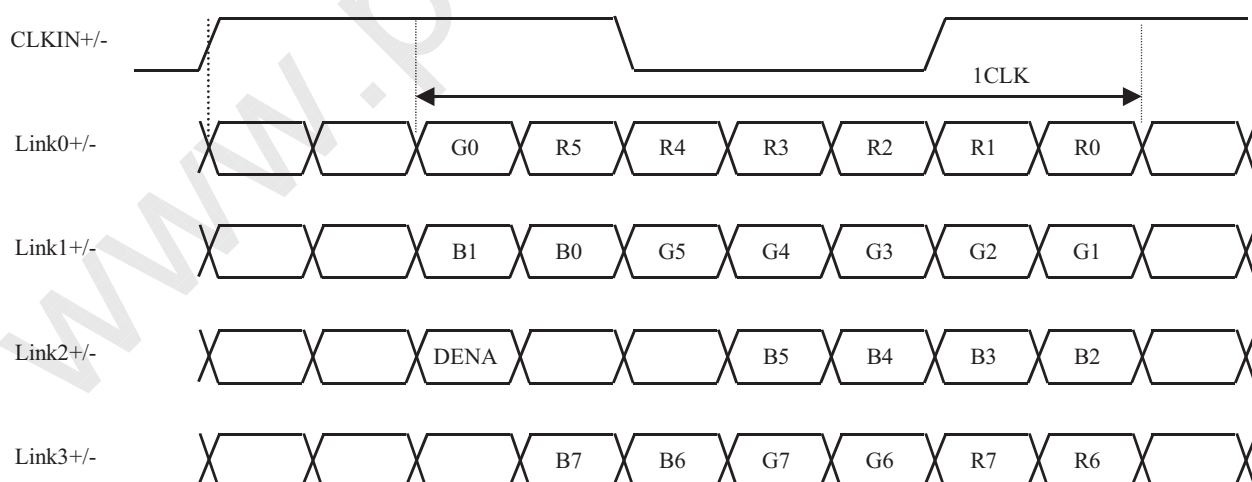 CLKIN+/-
1CLK
Link0+/- G0 R5 R4 R3 R2 R1 R0
Link1+/- B1 B0 G5 G4 G3 G2 G1
Link2+/- DENA B5 B4 B3 B2
Link3+/- B7 B6 G7 G6 R7 R6
www.p